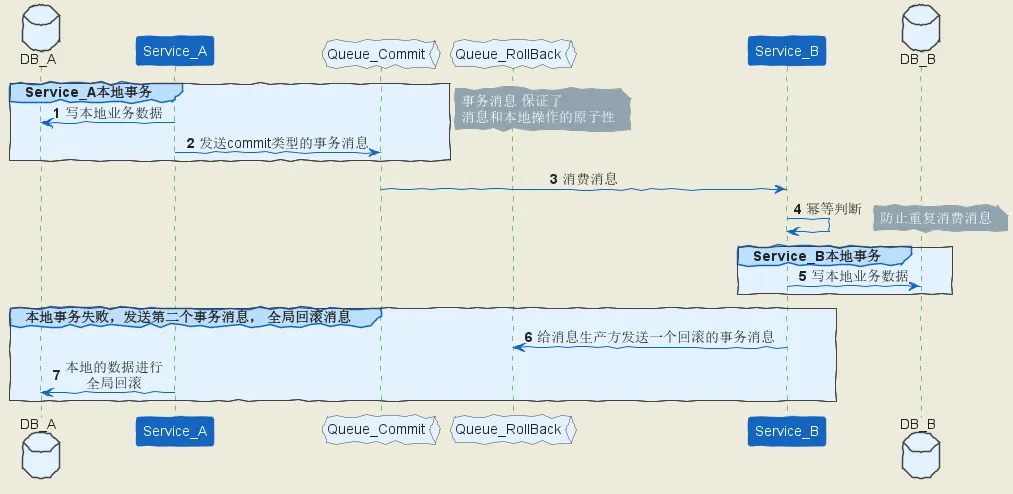 DB_A
Service_A
Queue_Commit
Queue_RollBack
Service_B
DB_B
Service_A本地事务
1 写本地业务数据
事务消息 保证了
消息和本地操作的原子性
2 发送commit类型的事务消息
3 消费消息
4 幂等判断
防止重复消费消息
Service_B本地事务
5 写本地业务数据
本地事务失败，发送第二个事务消息， 全局回滚消息
6 给消息生产方发送一个回滚的事务消息
7 本地的数据进行
全局回滚
DB_A
Service_A
Queue_Commit
Queue_RollBack
Service_B
DB_B